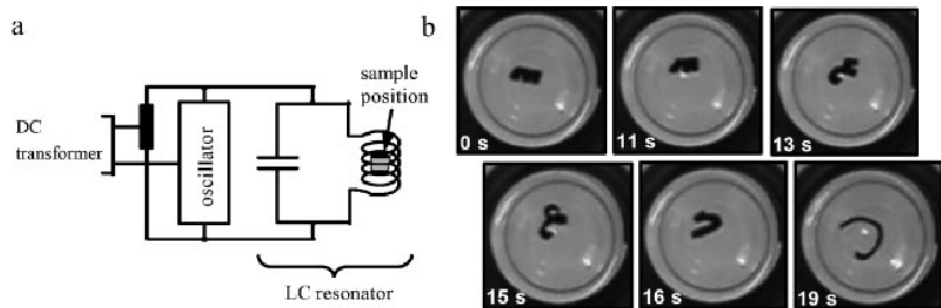 a
DC
transformer
oscillator
sample
position
LC resonator
b
0 s
11 s
13 s
15 s
16 s
19 s